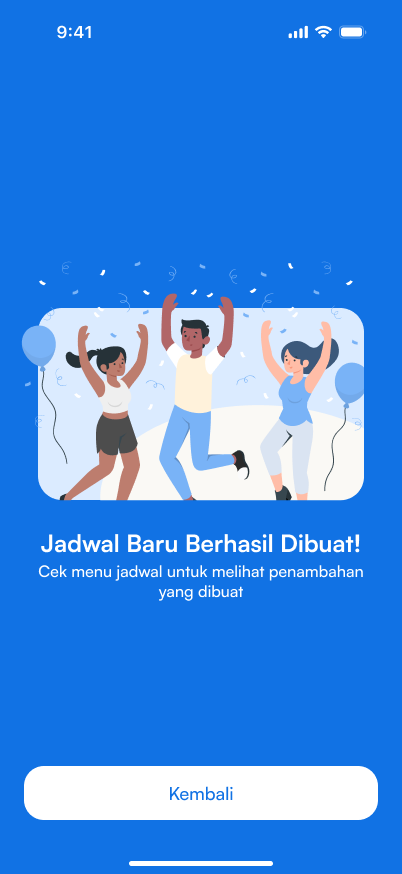 9:41
Jadwal Baru Berhasil Dibuat!
Cek menu jadwal untuk melihat penambahan
yang dibuat
Kembali